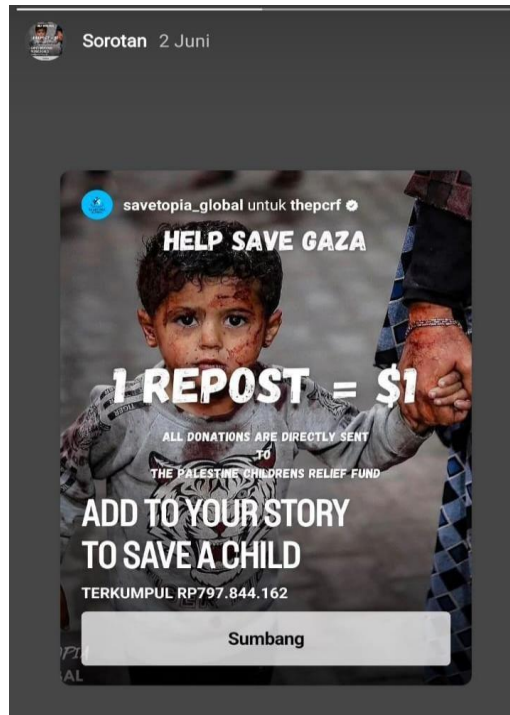 Sorotan 2 Juni
savetopia_global untuk thepcrf
HELP SAVE GAZA
1 REPOST = $1
ALL DONATIONS ARE DIRECTLY SENT
TO
THE PALESTINE CHILDRENS RELIEF FUND
ADD TO YOUR STORY
TO SAVE A CHILD
TERKUMPUL RP797.844.162
Sumbang